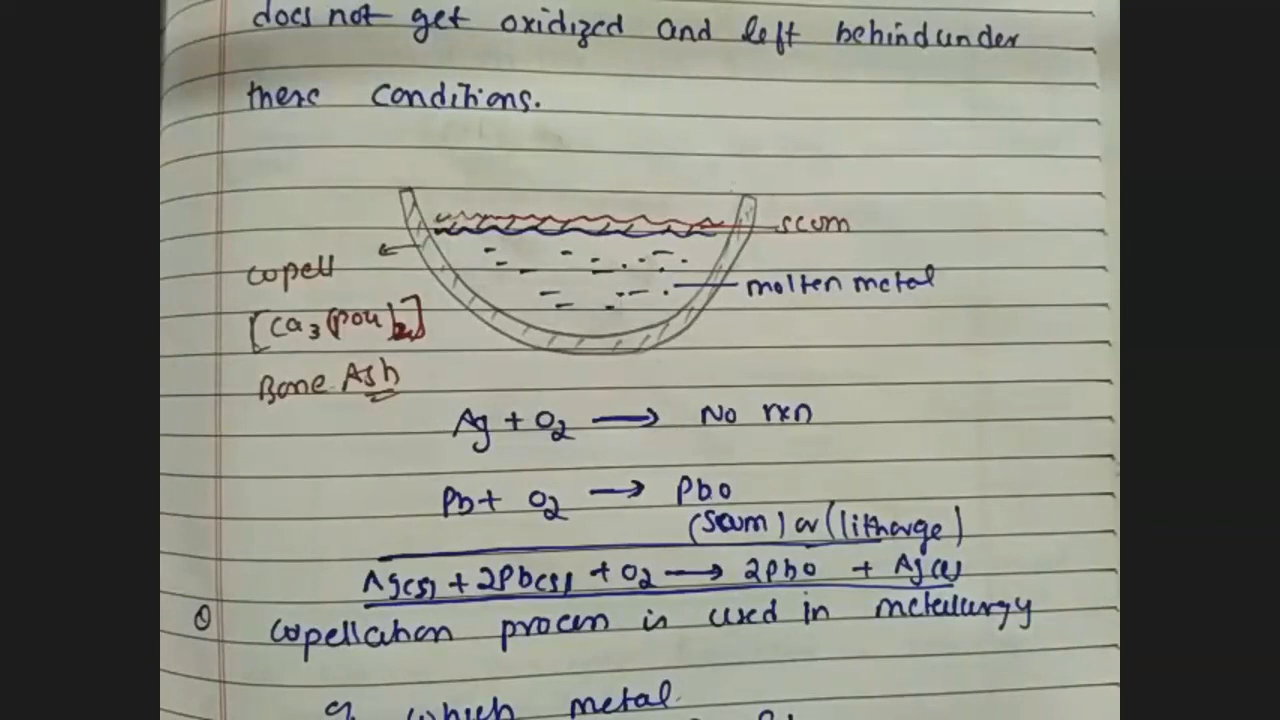 does not get oxidized and left behind under
these conditions.
scum
copell
molten metal
[Ca₃(PO₄)₂]
Bone Ash
Ag + O₂ → No rxn
Pb + O₂ → PbO
(Scum) or (litharge)
Ag(s) + 2Pb(s) + O₂ → 2PbO + Ag(s)
Q copellation process is used in metallurgy
of which metal.